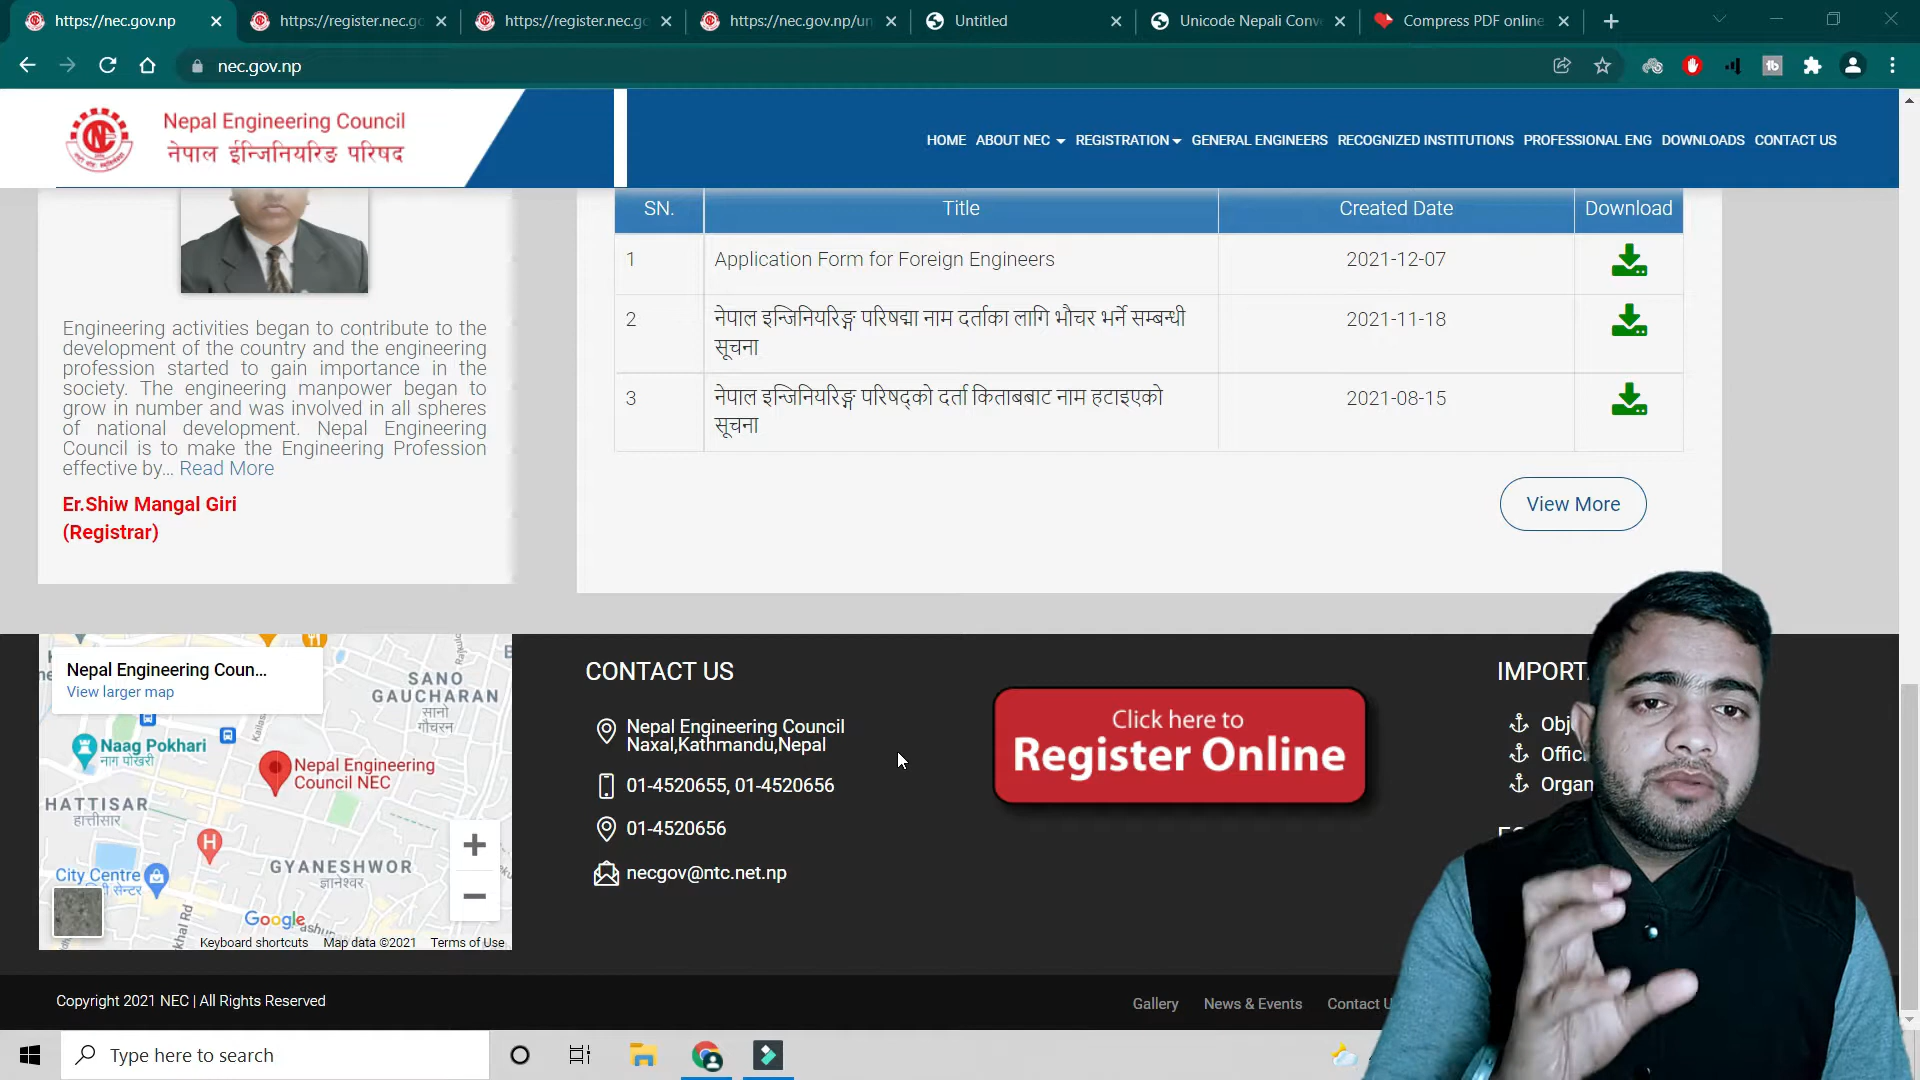 https://nec.gov.np
https://register.nec.go
https://register.nec.go
https://nec.gov.np/un
Untitled
Unicode Nepali Conv
Compress PDF online
nec.gov.np
Nepal Engineering Council
नेपाल ईन्जिनियरिङ परिषद
HOME ABOUT NEC REGISTRATION GENERAL ENGINEERS RECOGNIZED INSTITUTIONS PROFESSIONAL ENG DOWNLOADS CONTACT US
SN. Title Created Date Download
1 Application Form for Foreign Engineers 2021-12-07
2 नेपाल इन्जिनियरिङ्ग परिषद्मा नाम दर्ताका लागि भौचर भर्ने सम्बन्धी 2021-11-18
सूचना
3 नेपाल इन्जिनियरिङ्ग परिषद्को दर्ता किताबबाट नाम हटाइएको 2021-08-15
सूचना
View More
Engineering activities began to contribute to the
development of the country and the engineering
profession started to gain importance in the
society. The engineering manpower began to
grow in number and was involved in all spheres
of national development. Nepal Engineering
Council is to make the Engineering Profession
effective by... Read More
Er.Shiw Mangal Giri
(Registrar)
Nepal Engineering Coun...
View larger map
SANO
GAUCHARAN
सानो
गौचरन
Naag Pokhari
नाग पोखरी
Nepal Engineering
Council NEC
HATTISAR
हात्तीसार
GYANESHWOR
ज्ञानेश्वर
City Centre
सिटी सेन्टर
Google
Keyboard shortcuts Map data ©2021 Terms of Use
CONTACT US
Nepal Engineering Council
Naxal,Kathmandu,Nepal
01-4520655, 01-4520656
01-4520656
necgov@ntc.net.np
Click here to
Register Online
IMPORTA
Obj
Offic
Organ
Copyright 2021 NEC | All Rights Reserved
Gallery News & Events Contact U
Type here to search